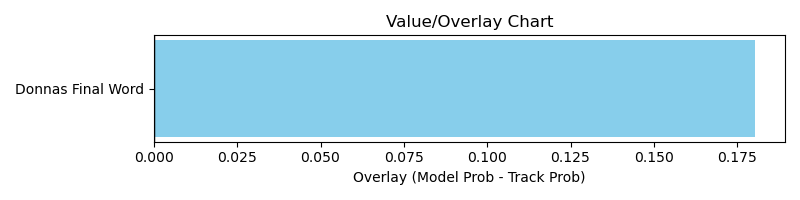 Value/Overlay Chart
Donnas Final Word
0.000 0.025 0.050 0.075 0.100 0.125 0.150 0.175
Overlay (Model Prob - Track Prob)